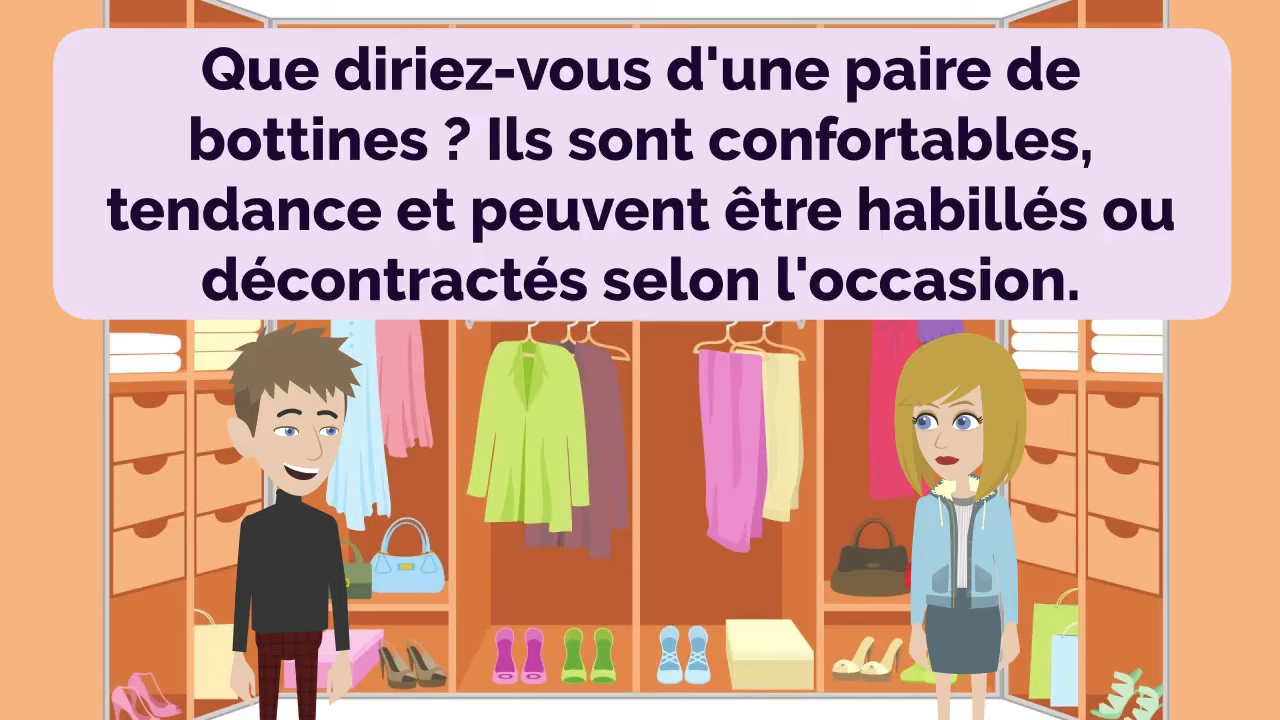 Que diriez-vous d'une paire de
bottines ? Ils sont confortables,
tendance et peuvent être habillés ou
décontractés selon l'occasion.